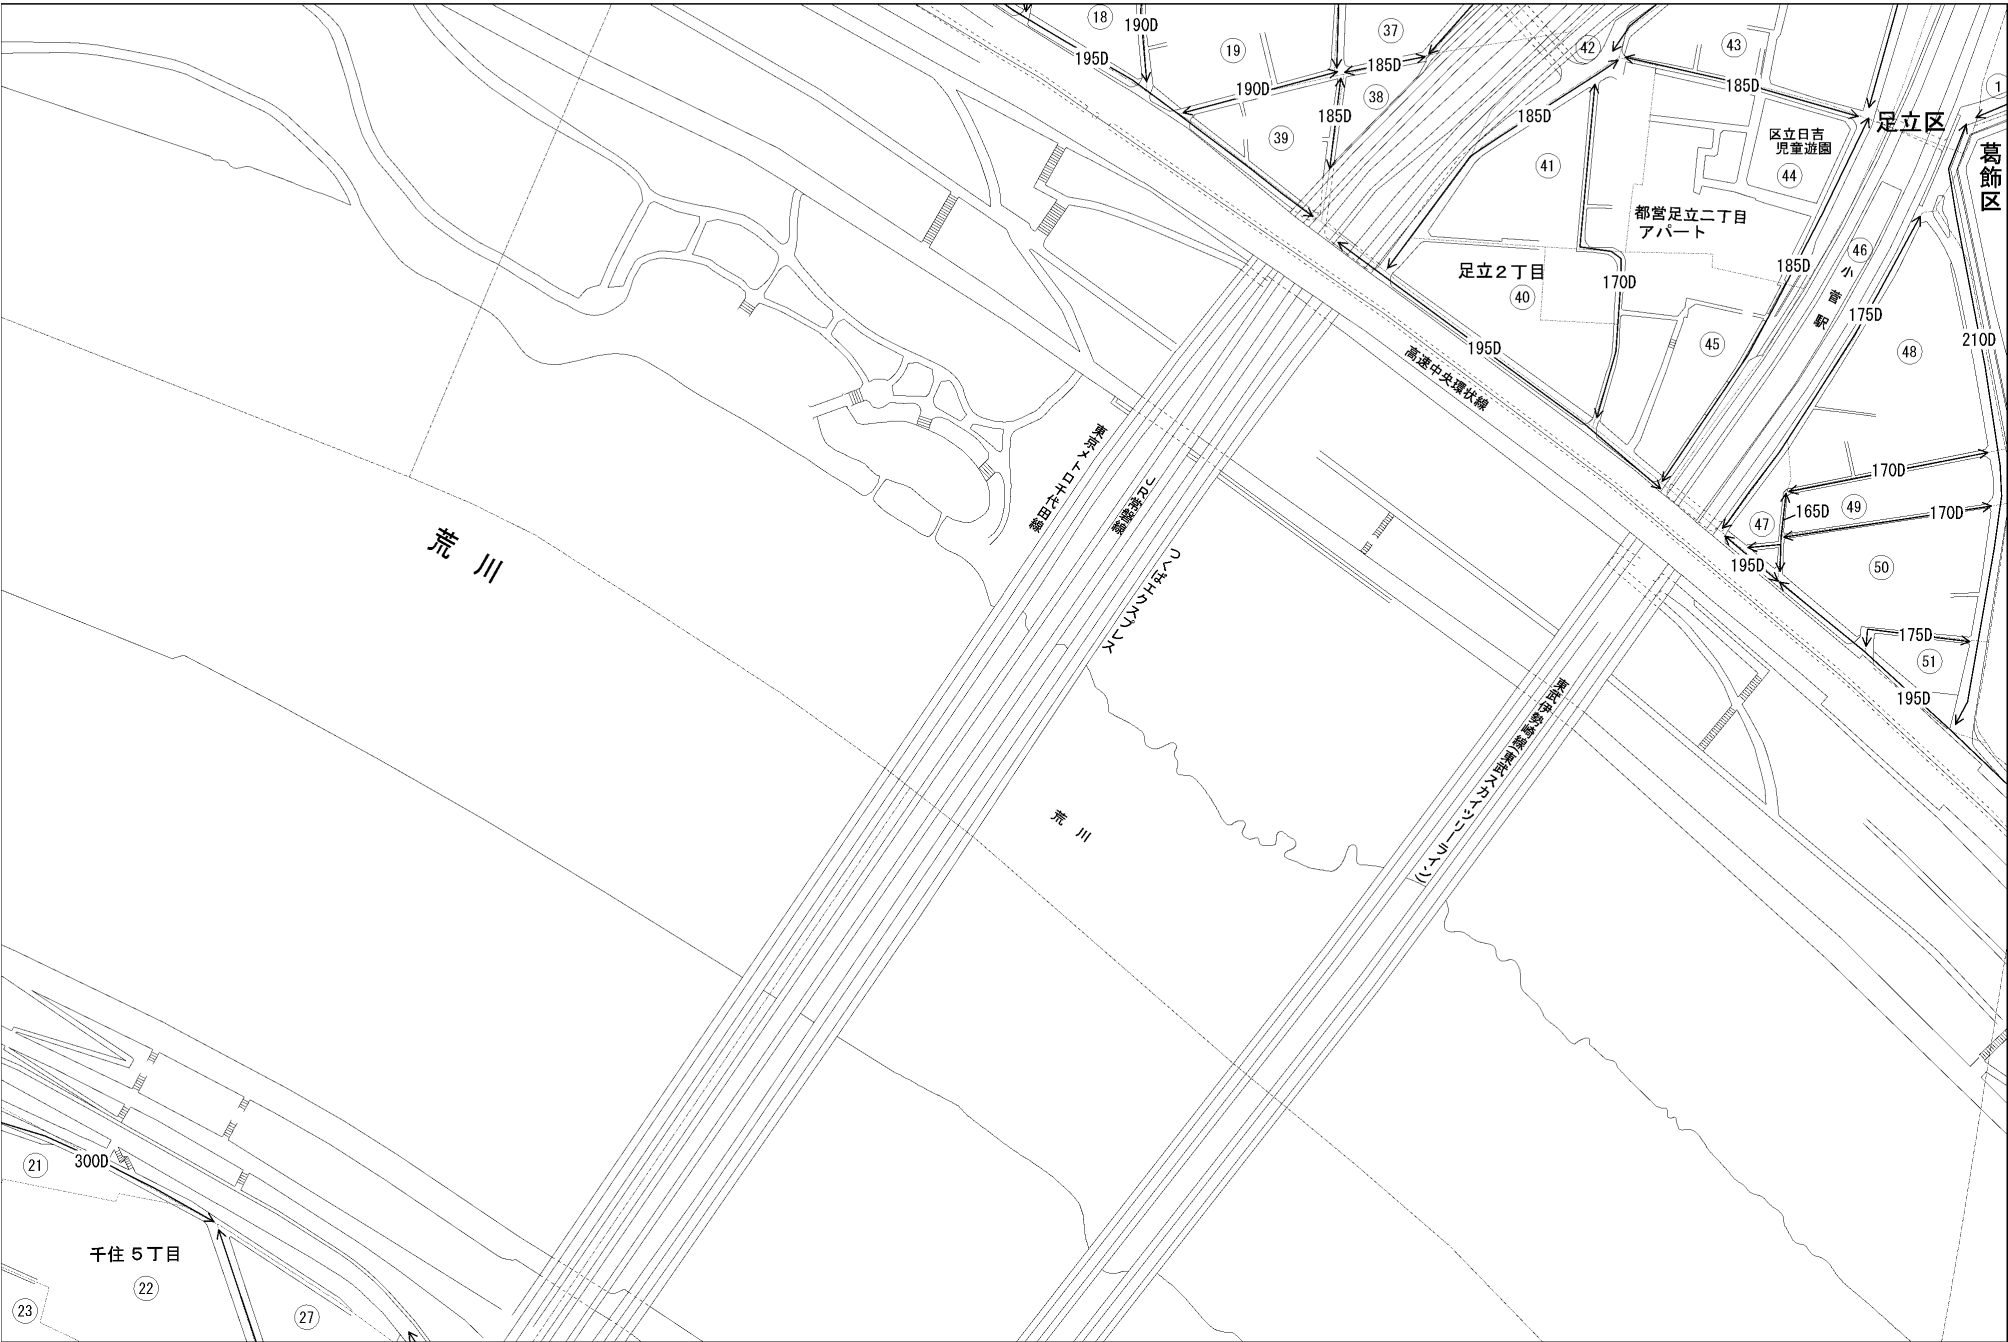 18
190D
195D
19
37
185D
190D
38
185D
39
42
43
185D
185D
41
足立区
1
葛飾区
区立日吉
児童遊園
44
都営足立二丁目
アパート
足立2丁目
40
170D
185D
46
小菅駅
175D
210D
48
45
195D
高速中央環状線
170D
165D
49
47
170D
195D
50
175D
51
195D
東京メトロ千代田線
JR常磐線
つくばエクスプレス
東武伊勢崎線(東武スカイツリーライン)
荒川
荒川
21
300D
千住5丁目
22
23
27